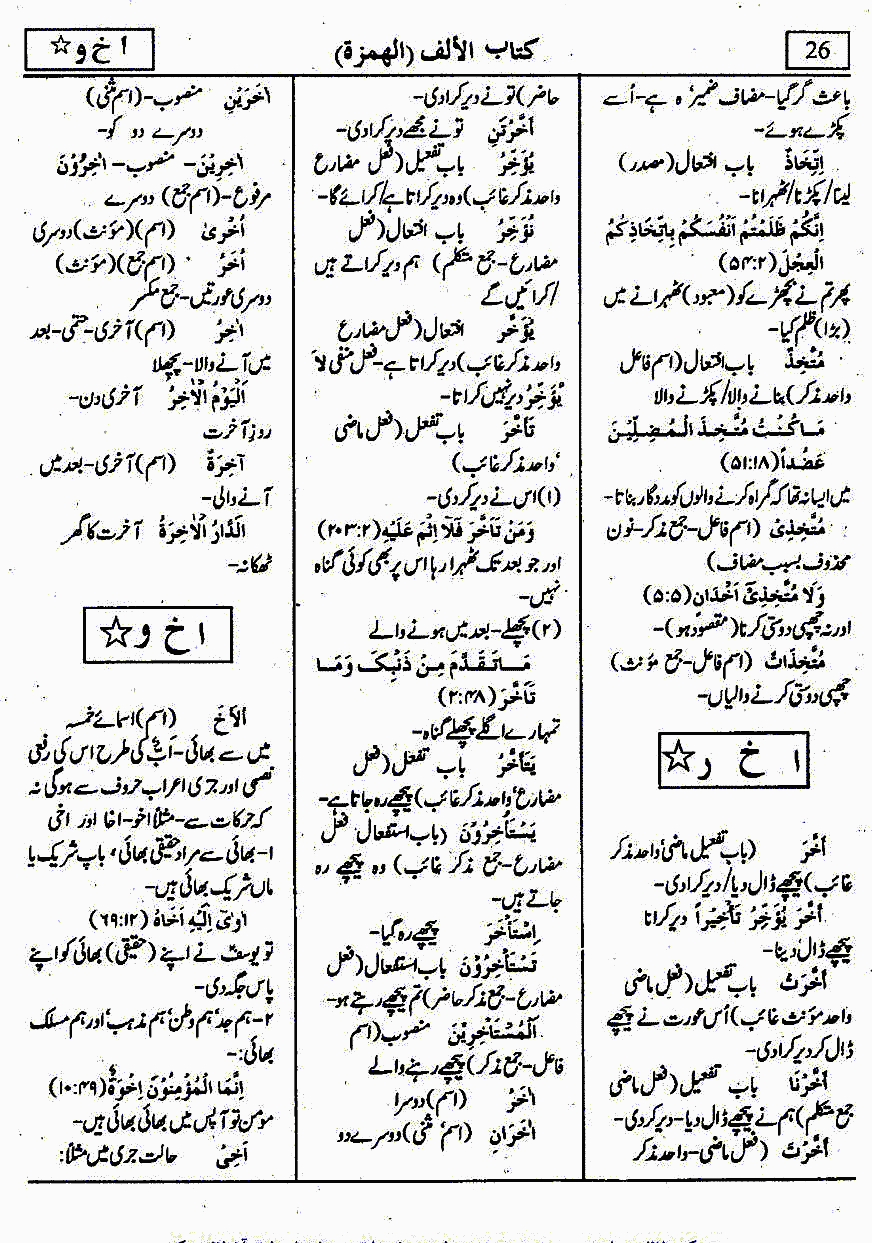 26
كتاب الألف (الهمزة)
ا خ و ☆
باعث گر گیا-مضاف ضمیر ہ ہے-اُسے
پکڑے ہوئے-
اِتِّخَاذٌ باب افتعال(مصدر)
لینا/پکڑنا/ٹھہرانا-
اِنَّكُمْ ظَلَمْتُمْ اَنْفُسَكُمْ بِاتِّخَاذِكُمُ
الْعِجْلَ(۵۴:۲)
پھر تم نے بچھڑے کو(معبود)ٹھہرانے میں
(بڑا)ظلم کیا-
مُتَّخِذٌ باب افتعال(اسم فاعل
واحد مذکر)بنانے والا/پکڑنے والا
مَا كُنْتُ مُتَّخِذَ الْمُضِلِّيْنَ
عَضُداً(۵۱:۱۸)
میں ایسا نہ تھا کہ گمراہ کرنے والوں کو مددگار بناتا-
مُتَّخِذِىْ (اسم فاعل-جمع مذکر-نون
محذوف بسبب مضاف)
وَلَا مُتَّخِذِىْٓ اَخْدَانٍ(۵:۵)
اور نہ چھپی دوستی کرنا(مقصود ہو)-
مُتَّخِذَاتٌ (اسم فاعل-جمع مؤنث)
چھپی دوستی کرنے والیاں-
ا خ ر ☆
اَخَّرَ (باب تفعیل ماضی'واحد مذکر
غائب)پیچھے ڈال دیا/دیر کرادی-
اَخَّرَ يُؤَخِّرُ تَأْخِيْراً دیر کرانا
پیچھے ڈال دینا-
اَخَّرَتْ باب تفعیل(فعل ماضی
واحد مؤنث غائب)اُس عورت نے پیچھے
ڈال کر دیر کرادی-
اَخَّرْنَا باب تفعیل(فعل ماضی
جمع متکلم)ہم نے پیچھے ڈال دیا-دیر کردی-
اَخَّرْتَ (فعل ماضی-واحد مذکر
حاضر)تو نے دیر کرادی-
اَخَّرْتَنِ تو نے مجھے دیر کرادی-
يُؤَخِّرُ باب تفعیل(فعل مضارع
واحد مذکر غائب)وہ دیر کراتا ہے/کرائے گا-
نُؤَخِّرُ باب افتعال(فعل
مضارع-جمع متکلم) ہم دیر کراتے ہیں
/کرائیں گے
يُؤَخَّرُ افتعال(فعل مضارع
واحد مذکر غائب)دیر کراتا ہے-فعل منفی لَا
يُؤَخِّرُ دیر نہیں کراتا-
تَأَخَّرَ باب تفعل(فعل ماضی
'واحد مذکر غائب)
(۱)اس نے دیر کردی-
وَمَنْ تَأَخَّرَ فَلَآ اِثْمَ عَلَيْهِ(۲۰۳:۲)
اور جو بعد تک ٹھہرا رہا اس پر بھی کوئی گناہ
نہیں-
(۲)پچھلے-بعد میں ہونے والے
مَا تَقَدَّمَ مِنْ ذَنْبِكَ وَمَا
تَأَخَّرَ(۲:۴۸)
تمہارے اگلے پچھلے گناہ-
يَتَأَخَّرُ باب تفعل(فعل
مضارع'واحد مذکر غائب)پیچھے رہ جاتا ہے-
يَسْتَأْخِرُوْنَ (باب استفعال فعل
مضارع-جمع مذکر غائب) وہ پیچھے رہ
جاتے ہیں-
اِسْتَأْخَرَ پیچھے رہ گیا-
تَسْتَأْخِرُوْنَ باب استفعال(فعل
مضارع-جمع مذکر حاضر)تم پیچھے رہتے ہو-
اَلْمُسْتَأْخِرِيْنَ منصوب(اسم
فاعل-جمع مذکر)پیچھے رہنے والے
اٰخَرُ (اسم)دوسرا
اٰخَرَانِ (اسم'مثنی)دوسرے دو
اٰخَرَيْنِ منصوب-(اسم مثنی)
دوسرے دو کو-
اٰخَرِيْنَ- منصوب-اٰخَرُوْنَ
مرفوع-(اسم جمع)دوسرے
اُخْرىٰ (اسم)(مؤنث)دوسری
اُخَرُ (اسم جمع)(مؤنث)
دوسری عورتیں-جمع مکسر
اٰخِرُ (اسم)آخری-حتمی-بعد
میں آنے والا-پچھلا
اَلْيَوْمُ الْاٰخِرُ آخری دن-
روز آخرت
آخِرَةٌ (اسم)آخری-بعد میں
آنے والی-
الدَّارُ الْاٰخِرَةُ آخرت کا گھر
ٹھکانہ-
ا خ و ☆
اَلْاَخُ (اسم)اسمائے خمسہ
میں سے بھائی-اَبٌ کی طرح اس کی رفعی
نصبی اور جری اعراب حروف سے ہوگی نہ
کہ حرکات سے-مثلاً اخو-اخا اور اخی
۱-بھائی سے مراد حقیقی بھائی، باپ شریک یا
ماں شریک بھائی ہیں-
اٰوٰىٓ اِلَيْهِ اَخَاهُ(۶۹:۱۲)
تو یوسفؑ نے اپنے(حقیقی)بھائی کو اپنے
پاس جگہ دی-
۲-ہم جد'ہم وطن'ہم مذہب'اور ہم مسلک
بھائی:-
اِنَّمَا الْمُؤْمِنُوْنَ اِخْوَةٌ(۱۰:۴۹)
مومن تو آپس میں بھائی بھائی ہیں-
اَخِىْ حالت جری میں مثلاً: